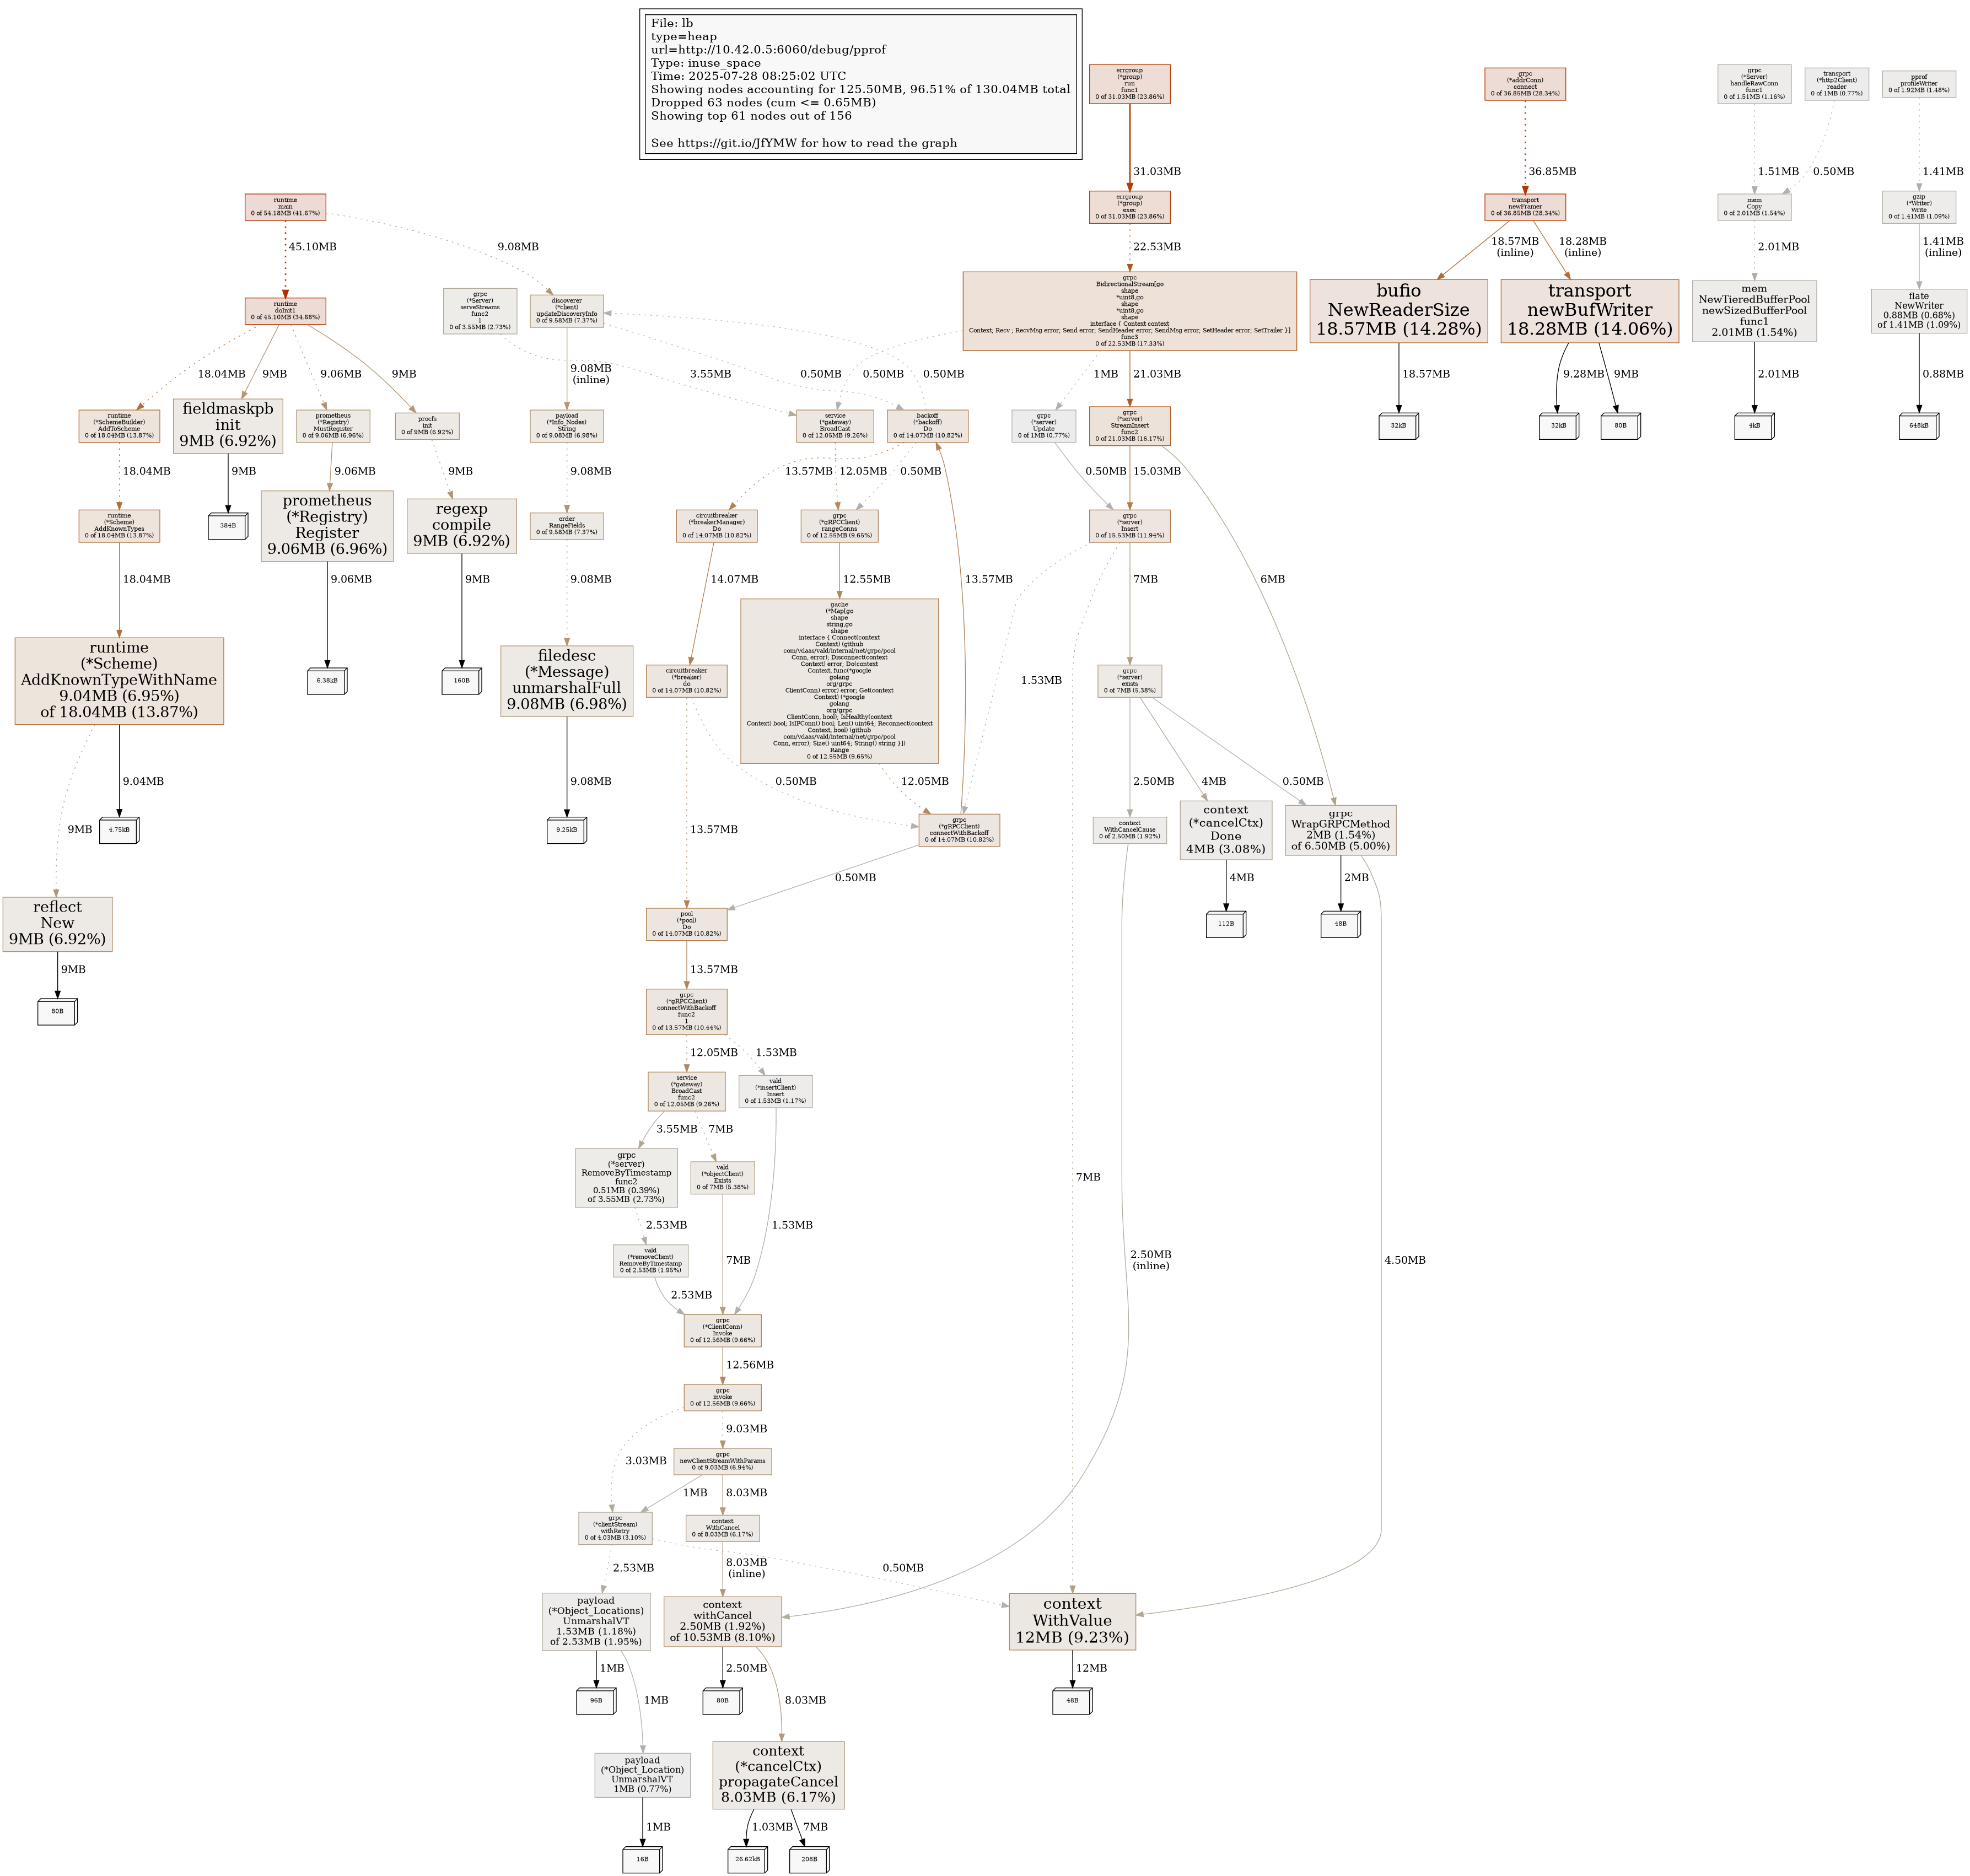 File: lb
type=heap
url=http://10.42.0.5:6060/debug/pprof
Type: inuse_space
Time: 2025-07-28 08:25:02 UTC
Showing nodes accounting for 125.50MB, 96.51% of 130.04MB total
Dropped 63 nodes (cum <= 0.65MB)
Showing top 61 nodes out of 156
See https://git.io/JfYMW for how to read the graph
errgroup
(*group)
run
func1
0 of 31.03MB (23.86%)
grpc
(*addrConn)
connect
0 of 36.85MB (28.34%)
grpc
(*Server)
handleRawConn
func1
0 of 1.51MB (1.16%)
transport
(*http2Client)
reader
0 of 1MB (0.77%)
pprof
profileWriter
0 of 1.92MB (1.48%)
31.03MB
36.85MB
1.51MB
0.50MB
1.41MB
runtime
main
0 of 54.18MB (41.67%)
errgroup
(*group)
exec
0 of 31.03MB (23.86%)
transport
newFramer
0 of 36.85MB (28.34%)
mem
Copy
0 of 2.01MB (1.54%)
gzip
(*Writer)
Write
0 of 1.41MB (1.09%)
45.10MB
9.08MB
22.53MB
18.57MB
(inline)
18.28MB
(inline)
2.01MB
1.41MB
(inline)
runtime
doInit1
0 of 45.10MB (34.68%)
grpc
(*Server)
serveStreams
func2
1
0 of 3.55MB (2.73%)
discoverer
(*client)
updateDiscoveryInfo
0 of 9.58MB (7.37%)
grpc
BidirectionalStream[go
shape
*uint8,go
shape
*uint8,go
shape
interface { Context context
Context; Recv ; RecvMsg error; Send error; SendHeader error; SendMsg error; SetHeader error; SetTrailer }]
func3
0 of 22.53MB (17.33%)
bufio
NewReaderSize
18.57MB (14.28%)
transport
newBufWriter
18.28MB (14.06%)
mem
NewTieredBufferPool
newSizedBufferPool
func1
2.01MB (1.54%)
flate
NewWriter
0.88MB (0.68%)
of 1.41MB (1.09%)
18.04MB
9MB
9.06MB
9MB
9.08MB
(inline)
3.55MB
0.50MB
0.50MB
0.50MB
1MB
21.03MB
18.57MB
9.28MB
9MB
2.01MB
0.88MB
runtime
(*SchemeBuilder)
AddToScheme
0 of 18.04MB (13.87%)
fieldmaskpb
init
9MB (6.92%)
prometheus
(*Registry)
MustRegister
0 of 9.06MB (6.96%)
procfs
init
0 of 9MB (6.92%)
payload
(*Info_Nodes)
String
0 of 9.08MB (6.98%)
service
(*gateway)
BroadCast
0 of 12.05MB (9.26%)
backoff
(*backoff)
Do
0 of 14.07MB (10.82%)
grpc
(*server)
Update
0 of 1MB (0.77%)
grpc
(*server)
StreamInsert
func2
0 of 21.03MB (16.17%)
32kB
32kB
80B
4kB
648kB
18.04MB
9MB
9.06MB
9MB
9.08MB
13.57MB
12.05MB
0.50MB
0.50MB
15.03MB
runtime
(*Scheme)
AddKnownTypes
0 of 18.04MB (13.87%)
384B
prometheus
(*Registry)
Register
9.06MB (6.96%)
regexp
compile
9MB (6.92%)
order
RangeFields
0 of 9.58MB (7.37%)
circuitbreaker
(*breakerManager)
Do
0 of 14.07MB (10.82%)
grpc
(*gRPCClient)
rangeConns
0 of 12.55MB (9.65%)
grpc
(*server)
Insert
0 of 15.53MB (11.94%)
18.04MB
9.06MB
9MB
9.08MB
14.07MB
12.55MB
13.57MB
7MB
6MB
runtime
(*Scheme)
AddKnownTypeWithName
9.04MB (6.95%)
of 18.04MB (13.87%)
6.38kB
160B
filedesc
(*Message)
unmarshalFull
9.08MB (6.98%)
circuitbreaker
(*breaker)
do
0 of 14.07MB (10.82%)
gache
(*Map[go
shape
string,go
shape
interface { Connect(context
Context) (github
com/vdaas/vald/internal/net/grpc/pool
Conn, error); Disconnect(context
Context) error; Do(context
Context, func(*google
golang
org/grpc
ClientConn) error) error; Get(context
Context) (*google
golang
org/grpc
ClientConn, bool); IsHealthy(context
Context) bool; IsIPConn() bool; Len() uint64; Reconnect(context
Context, bool) (github
com/vdaas/vald/internal/net/grpc/pool
Conn, error); Size() uint64; String() string }])
Range
0 of 12.55MB (9.65%)
1.53MB
grpc
(*server)
exists
0 of 7MB (5.38%)
9MB
9.04MB
9.08MB
0.50MB
12.05MB
2.50MB
4MB
0.50MB
4.75kB
9.25kB
13.57MB
grpc
(*gRPCClient)
connectWithBackoff
0 of 14.07MB (10.82%)
context
WithCancelCause
0 of 2.50MB (1.92%)
context
(*cancelCtx)
Done
4MB (3.08%)
grpc
WrapGRPCMethod
2MB (1.54%)
of 6.50MB (5.00%)
0.50MB
4MB
2MB
reflect
New
9MB (6.92%)
pool
(*pool)
Do
0 of 14.07MB (10.82%)
112B
48B
9MB
13.57MB
80B
grpc
(*gRPCClient)
connectWithBackoff
func2
1
0 of 13.57MB (10.44%)
12.05MB
1.53MB
service
(*gateway)
BroadCast
func2
0 of 12.05MB (9.26%)
vald
(*insertClient)
Insert
0 of 1.53MB (1.17%)
3.55MB
7MB
7MB
grpc
(*server)
RemoveByTimestamp
func2
0.51MB (0.39%)
of 3.55MB (2.73%)
vald
(*objectClient)
Exists
0 of 7MB (5.38%)
2.53MB
1.53MB
vald
(*removeClient)
RemoveByTimestamp
0 of 2.53MB (1.95%)
7MB
2.50MB
(inline)
4.50MB
2.53MB
grpc
(*ClientConn)
Invoke
0 of 12.56MB (9.66%)
12.56MB
grpc
invoke
0 of 12.56MB (9.66%)
3.03MB
9.03MB
grpc
newClientStreamWithParams
0 of 9.03MB (6.94%)
1MB
8.03MB
grpc
(*clientStream)
withRetry
0 of 4.03MB (3.10%)
context
WithCancel
0 of 8.03MB (6.17%)
2.53MB
8.03MB
(inline)
0.50MB
payload
(*Object_Locations)
UnmarshalVT
1.53MB (1.18%)
of 2.53MB (1.95%)
context
withCancel
2.50MB (1.92%)
of 10.53MB (8.10%)
context
WithValue
12MB (9.23%)
1MB
1MB
2.50MB
8.03MB
12MB
96B
80B
48B
payload
(*Object_Location)
UnmarshalVT
1MB (0.77%)
context
(*cancelCtx)
propagateCancel
8.03MB (6.17%)
1MB
1.03MB
7MB
16B
26.62kB
208B